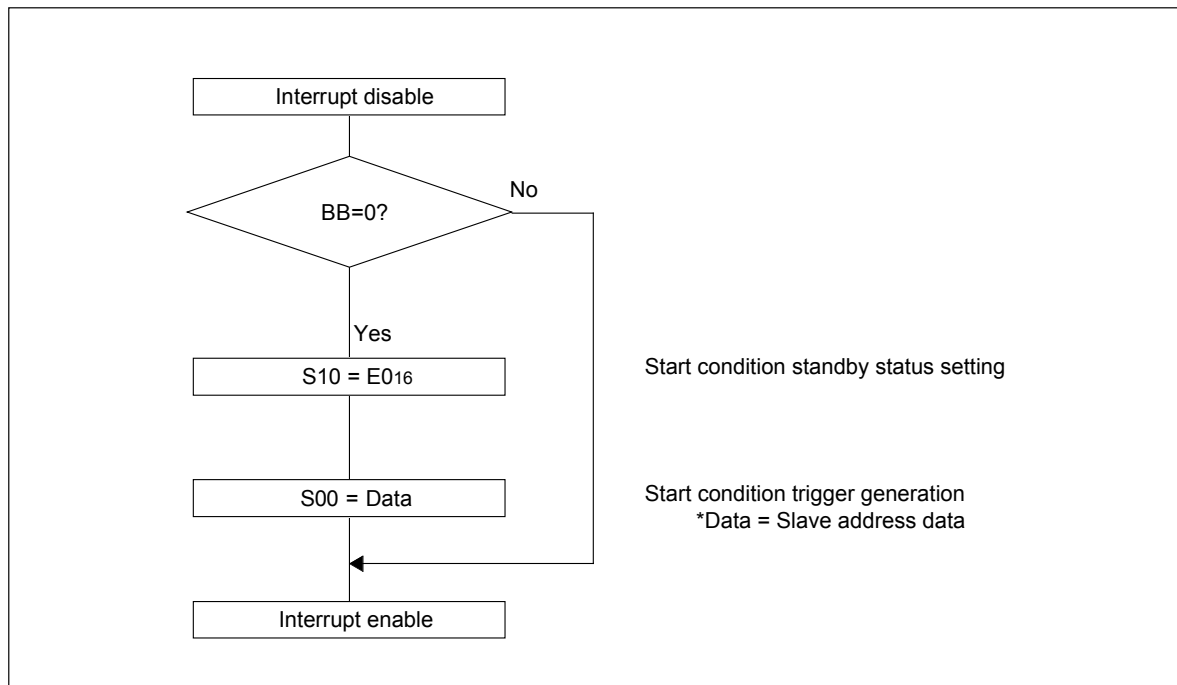 Interrupt disable
No
BB=0?
Yes
S10 = E016
Start condition standby status setting
S00 = Data
Start condition trigger generation
*Data = Slave address data
Interrupt enable